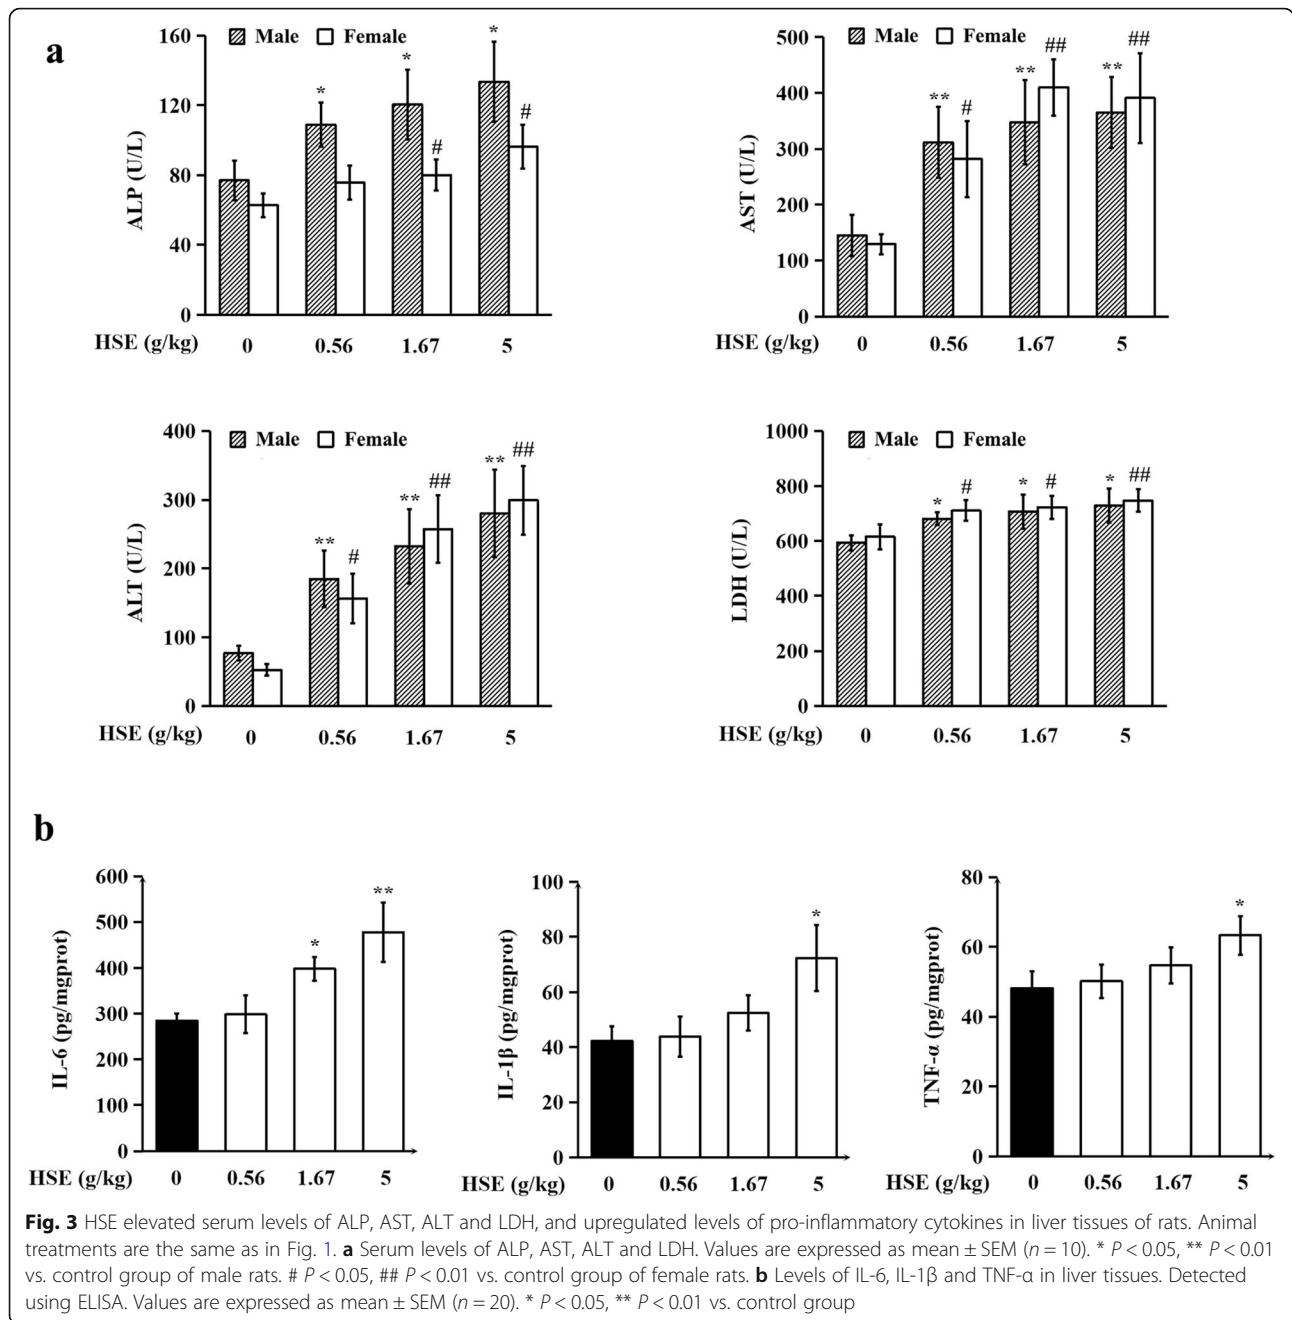 a
160
120
80
40
0
ALP (U/L)
Male Female
* * * # #
HSE (g/kg) 0 0.56 1.67 5
500
400
300
200
100
0
AST (U/L)
Male Female
** # ** ## ** ##
HSE (g/kg) 0 0.56 1.67 5
400
300
200
100
0
ALT (U/L)
Male Female
** # ** ## ** ##
HSE (g/kg) 0 0.56 1.67 5
1000
800
600
400
200
0
LDH (U/L)
Male Female
* # * # * ##
HSE (g/kg) 0 0.56 1.67 5
b
600
500
400
300
200
100
0
IL-6 (pg/mgprot)
* **
HSE (g/kg) 0 0.56 1.67 5
100
80
60
40
20
0
IL-1β (pg/mgprot)
*
HSE (g/kg) 0 0.56 1.67 5
80
60
40
20
0
TNF-α (pg/mgprot)
*
HSE (g/kg) 0 0.56 1.67 5
Fig. 3 HSE elevated serum levels of ALP, AST, ALT and LDH, and upregulated levels of pro-inflammatory cytokines in liver tissues of rats. Animal
treatments are the same as in Fig. 1. a Serum levels of ALP, AST, ALT and LDH. Values are expressed as mean ± SEM (n = 10). * P < 0.05, ** P < 0.01
vs. control group of male rats. # P < 0.05, ## P < 0.01 vs. control group of female rats. b Levels of IL-6, IL-1β and TNF-α in liver tissues. Detected
using ELISA. Values are expressed as mean ± SEM (n = 20). * P < 0.05, ** P < 0.01 vs. control group